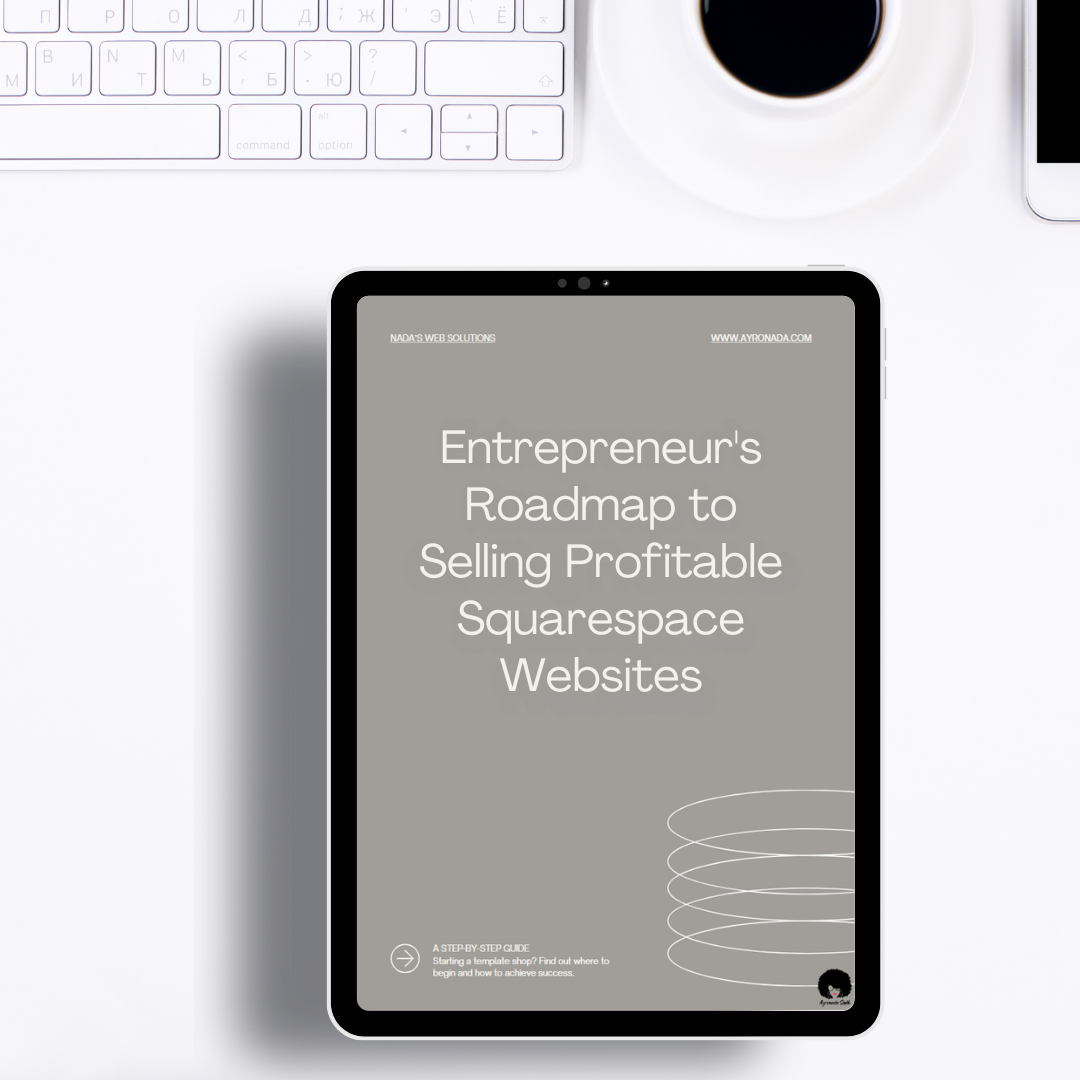 П Р О Л Д ; Ж ' Э \ Ё
М B И N Т M Ь < , Б > . Ю ? /
alt
command option
NADA'S WEB SOLUTIONS
WWW.AYRONADA.COM
Entrepreneur's
Roadmap to
Selling Profitable
Squarespace
Websites
A STEP-BY-STEP GUIDE
Starting a template shop? Find out where to
begin and how to achieve success.